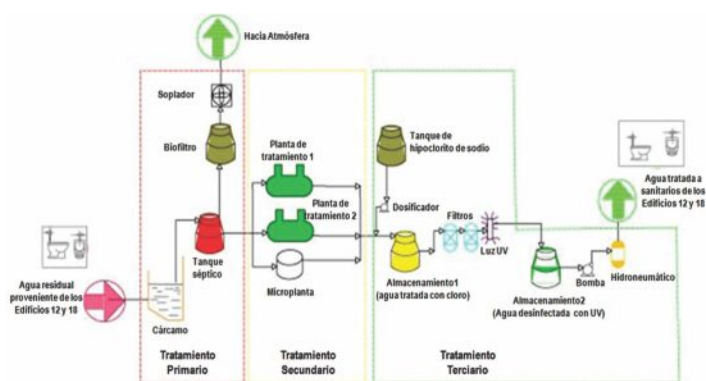 Hacia Atmósfera
Soplador
Biofiltro
Tanque
séptico
Agua residual
proveniente de los
Edificios 12 y 18
Cárcamo
Tratamiento
Primario
Planta de
tratamiento 1
Planta de
tratamiento 2
Microplanta
Tratamiento
Secundario
Tanque de
hipoclorito de sodio
Dosificador
Filtros
Luz UV
Almacenamiento1
(agua tratada con cloro)
Almacenamiento2
(Agua desinfectada con UV)
Bomba
Hidroneumático
Agua tratada a
sanitarios de los
Edificios 12 y 18
Tratamiento
Terciario